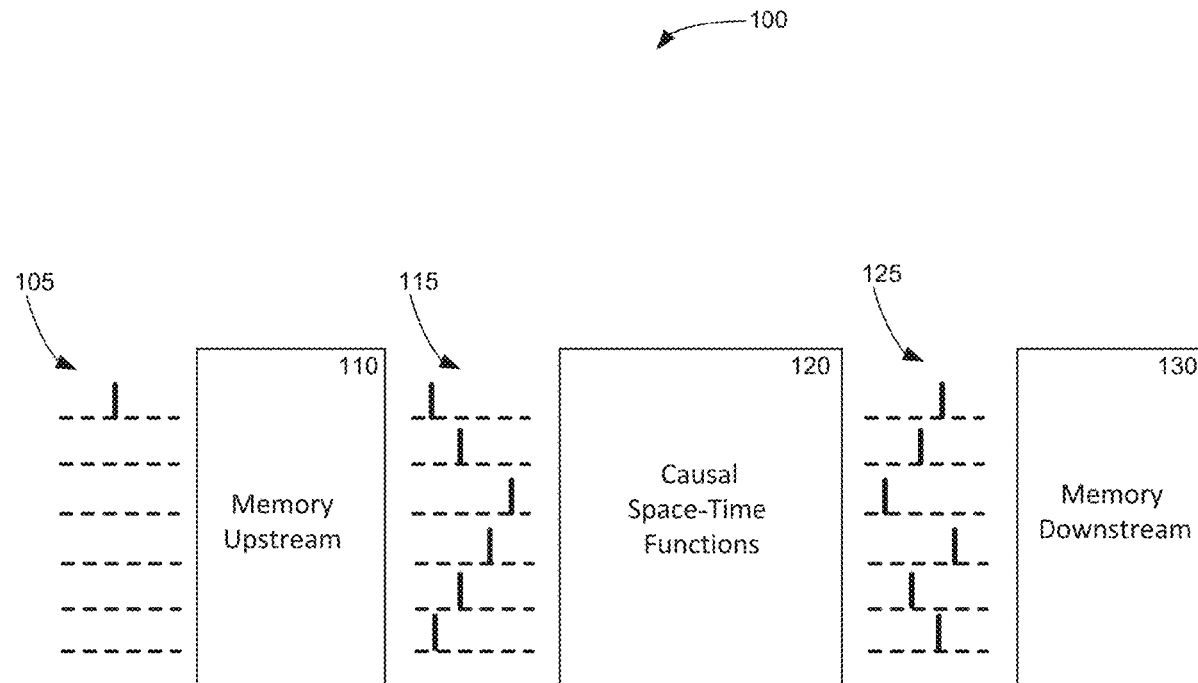 100
105
115
125
110
120
130
Memory
Upstream
Causal
Space-Time
Functions
Memory
Downstream